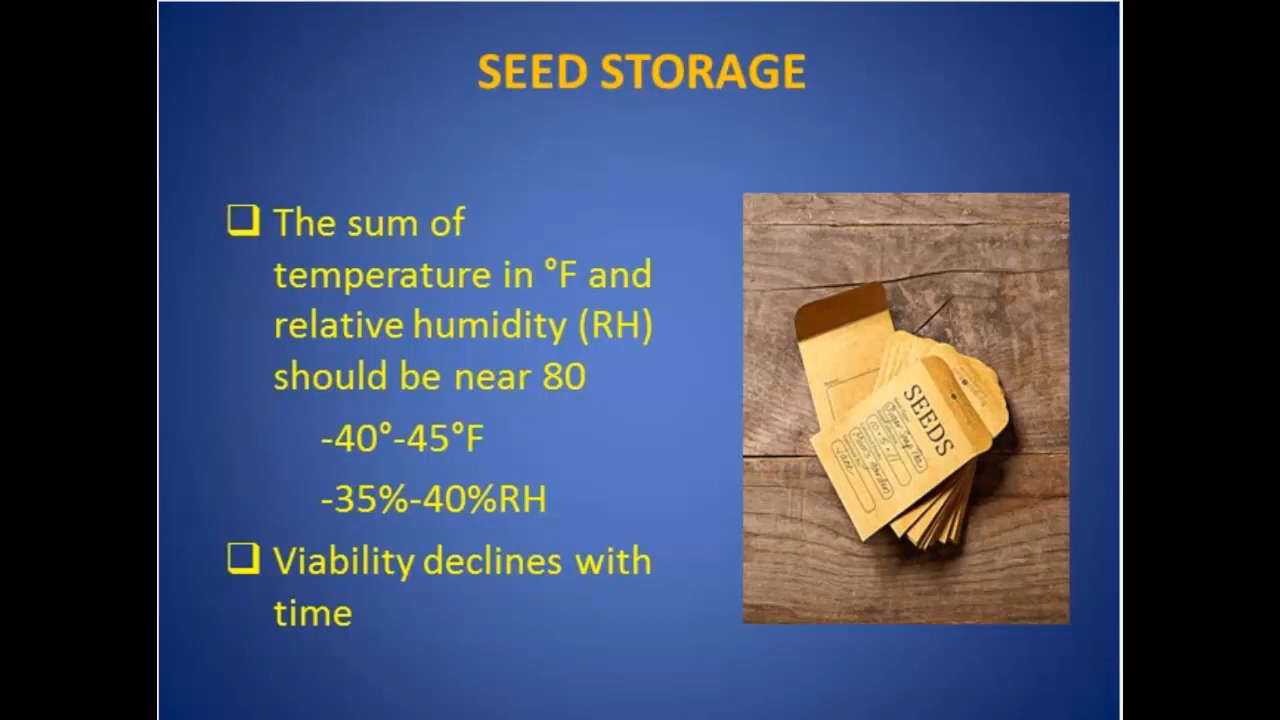 SEED STORAGE
❑ The sum of
temperature in °F and
relative humidity (RH)
should be near 80
-40°-45°F
-35%-40%RH
❑ Viability declines with
time
SEEDS